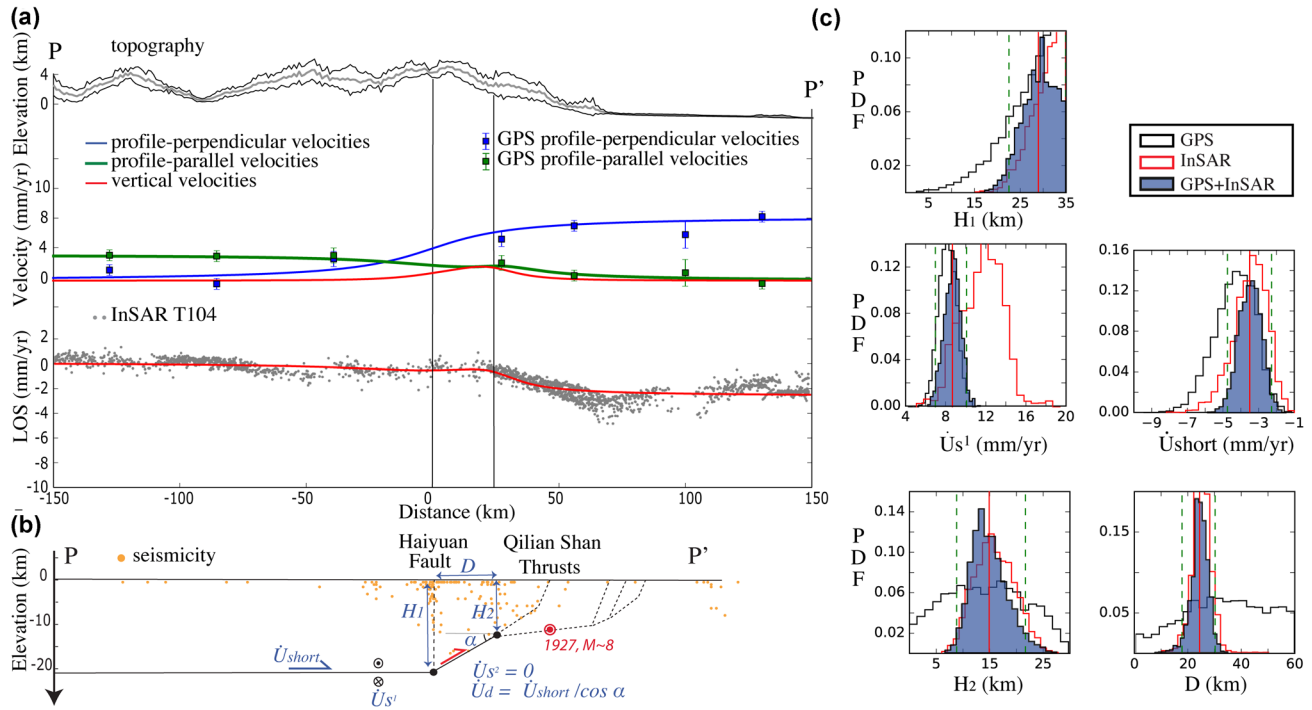 (a)
P
topography
P'
Elevation (km)
4
0
profile-perpendicular velocities
profile-parallel velocities
vertical velocities
GPS profile-perpendicular velocities
GPS profile-parallel velocities
Velocity (mm/yr)
8
4
0
InSAR T104
LOS (mm/yr)
2
0
-2
-4
-6
-8
-10
-150 -100 -50 0 50 100 150
Distance (km)
(b)
P
seismicity
Haiyuan Fault
Qilian Shan Thrusts
P'
Elevation (km)
0
-10
-20
D
H1
H2
α
1927, M~8
U̇short
U̇s¹
U̇s² = 0
U̇d = U̇short /cos α
(c)
PDF
0.10
0.08
0.06
0.02
5 15 25 35
H1 (km)
GPS
InSAR
GPS+InSAR
PDF
0.12
0.08
0.04
0.00
4 8 12 16 20
U̇s¹ (mm/yr)
0.16
0.12
0.08
0.04
0.00
−9 −7 −5 −3 −1
U̇short (mm/yr)
PDF
0.14
0.10
0.06
0.02
5 15 25
H2 (km)
0.15
0.10
0.05
0 20 40 60
D (km)